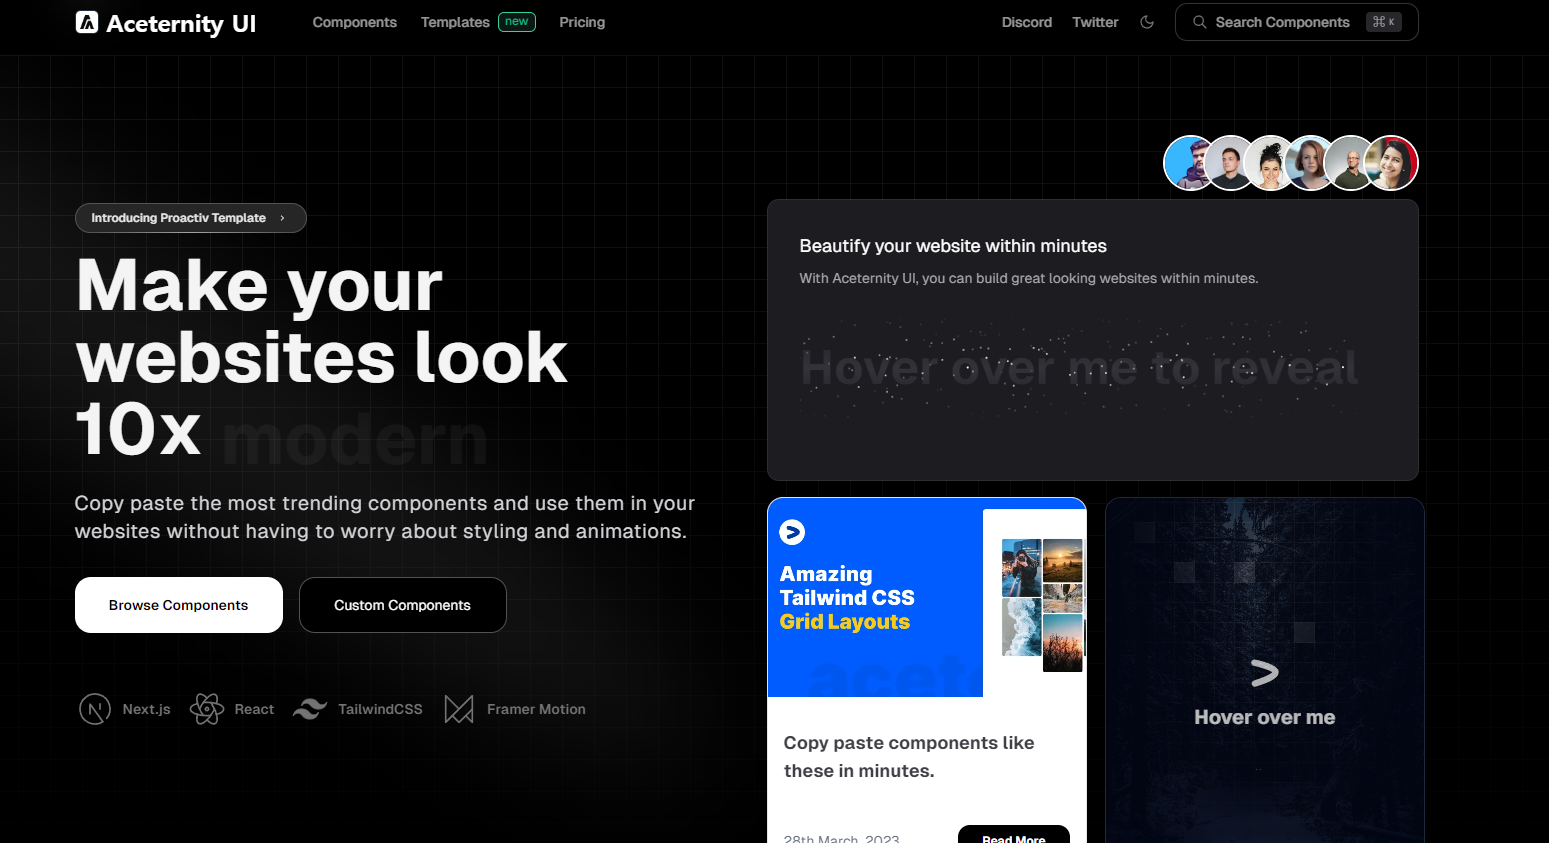 Aceternity UI
Components
Templates new
Pricing
Discord
Twitter
Search Components
⌘ K
Introducing Proactiv Template >
Make your
websites look
10x modern
Copy paste the most trending components and use them in your
websites without having to worry about styling and animations.
Browse Components
Custom Components
Next.js
React
TailwindCSS
Framer Motion
Beautify your website within minutes
With Aceternity UI, you can build great looking websites within minutes.
Hover over me to reveal
Amazing
Tailwind CSS
Grid Layouts
Copy paste components like
these in minutes.
28th March, 2023
Read More
Hover over me